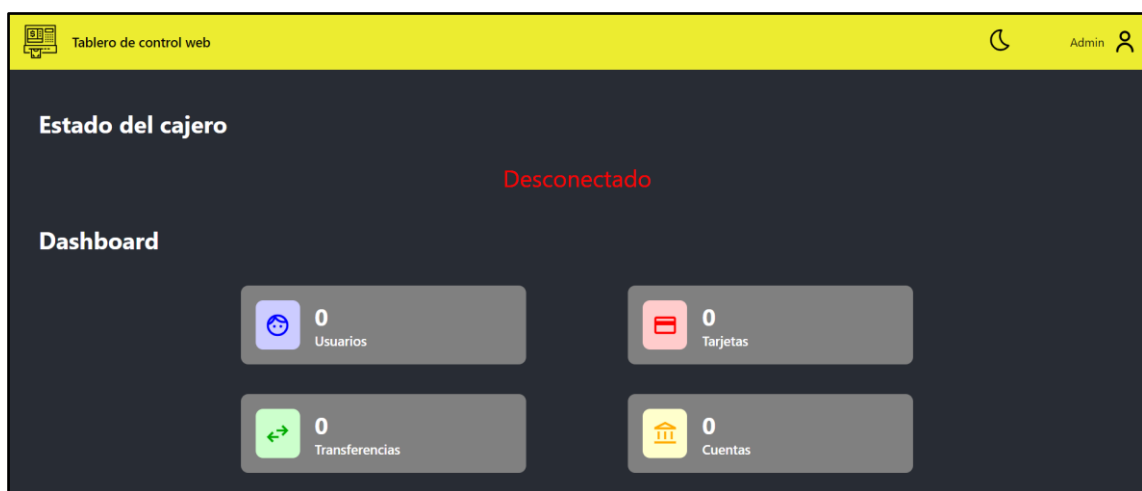 Tablero de control web
Admin
Estado del cajero
Desconectado
Dashboard
0
Usuarios
0
Tarjetas
0
Transferencias
0
Cuentas